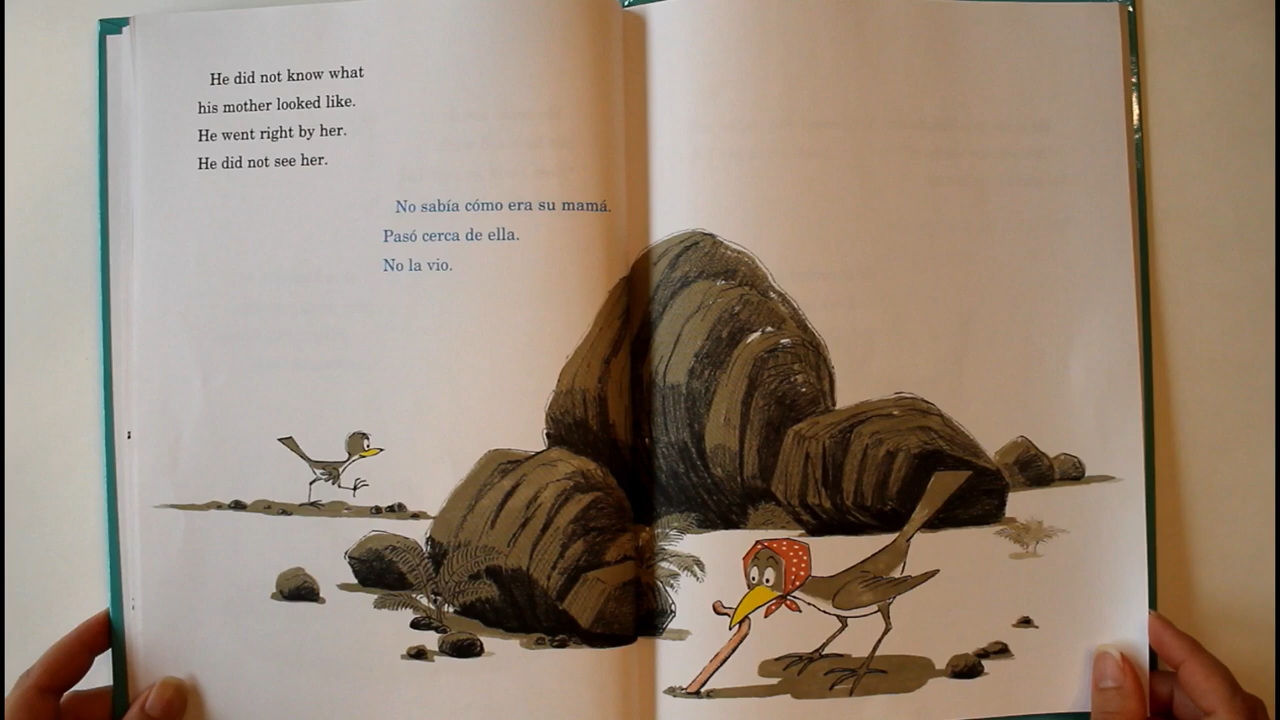 He did not know what
his mother looked like.
He went right by her.
He did not see her.
No sabía cómo era su mamá.
Pasó cerca de ella.
No la vio.